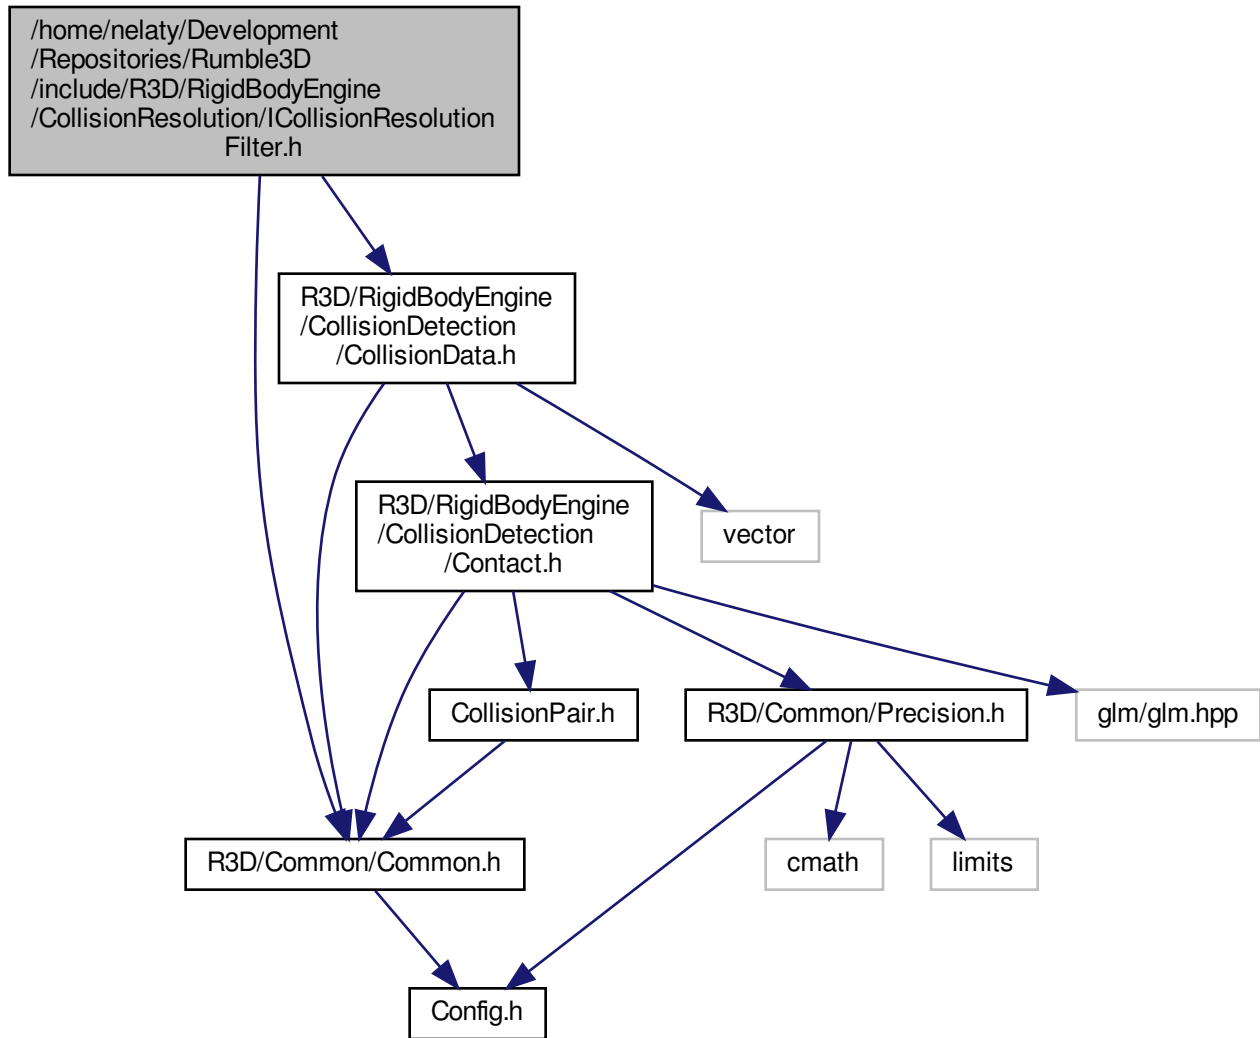 /home/nelaty/Development
/Repositories/Rumble3D
/include/R3D/RigidBodyEngine
/CollisionResolution/ICollisionResolution
Filter.h
R3D/RigidBodyEngine
/CollisionDetection
/CollisionData.h
R3D/RigidBodyEngine
/CollisionDetection
/Contact.h
vector
CollisionPair.h
R3D/Common/Precision.h
glm/glm.hpp
R3D/Common/Common.h
cmath
limits
Config.h